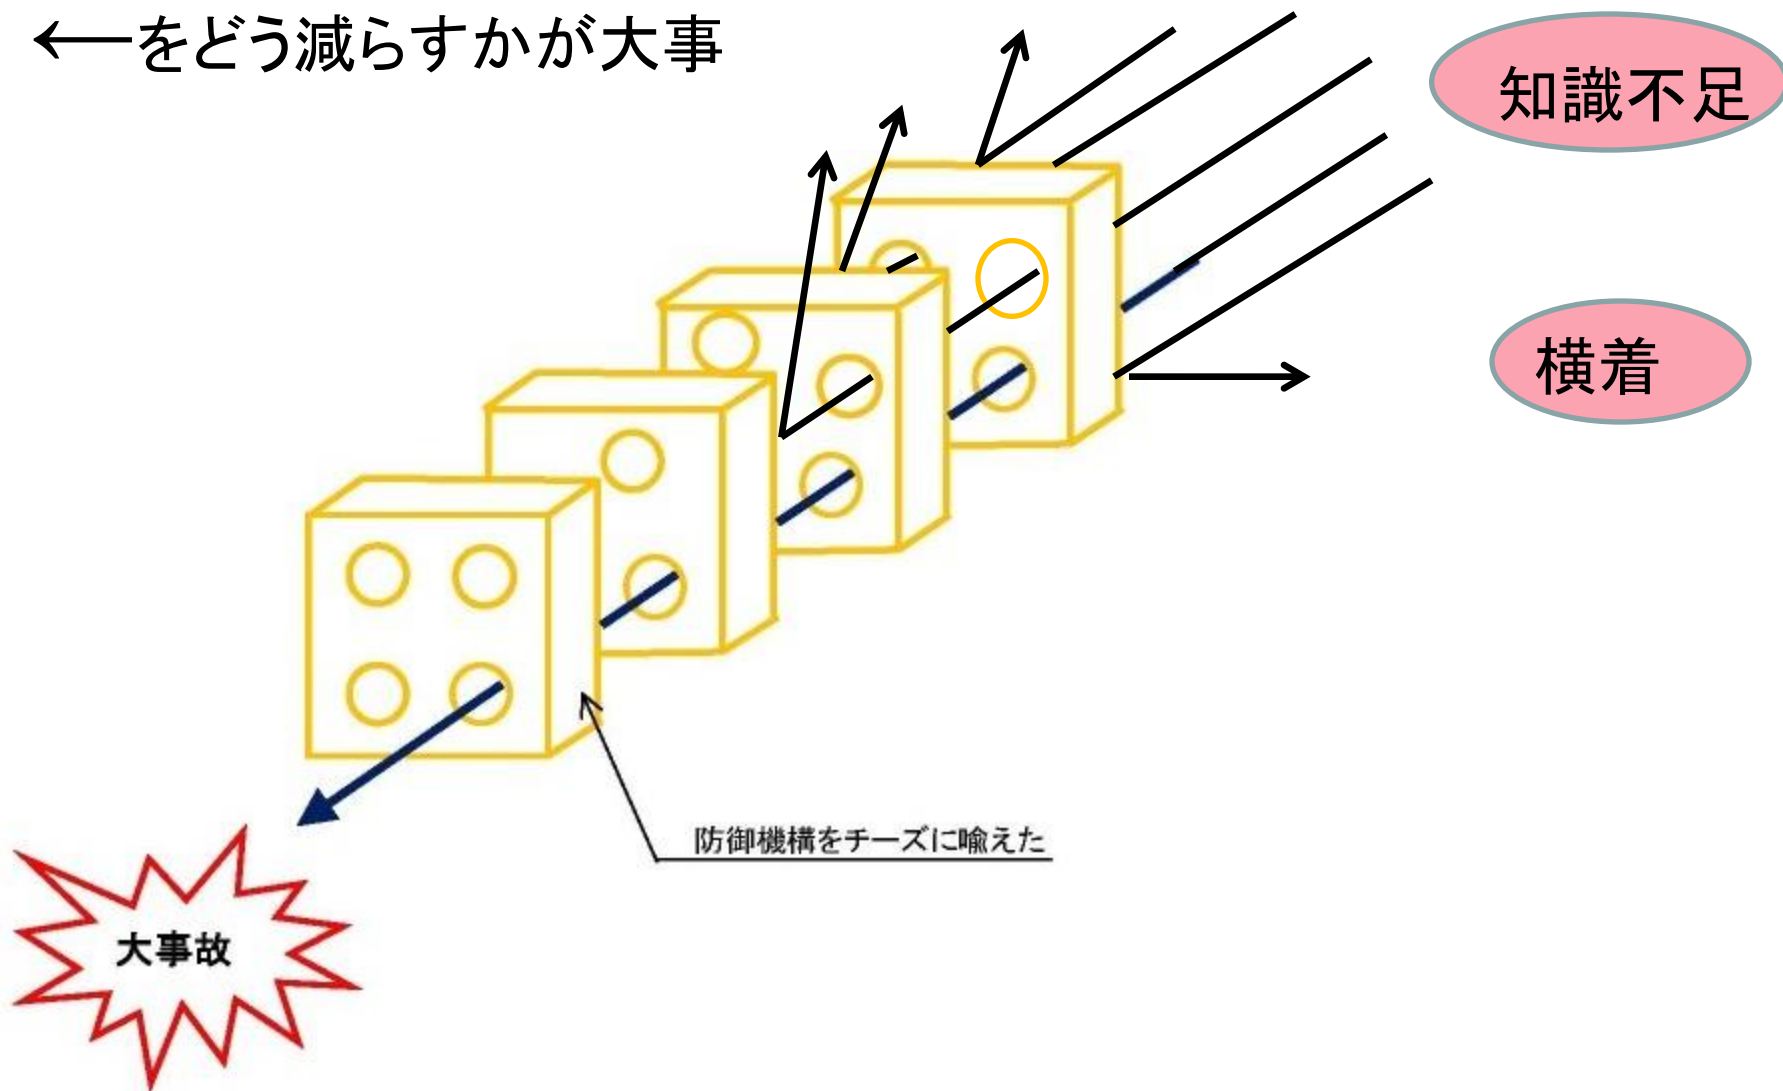 ←をどう減らすかが大事
知識不足
横着
防御機構をチーズに喩えた
大事故